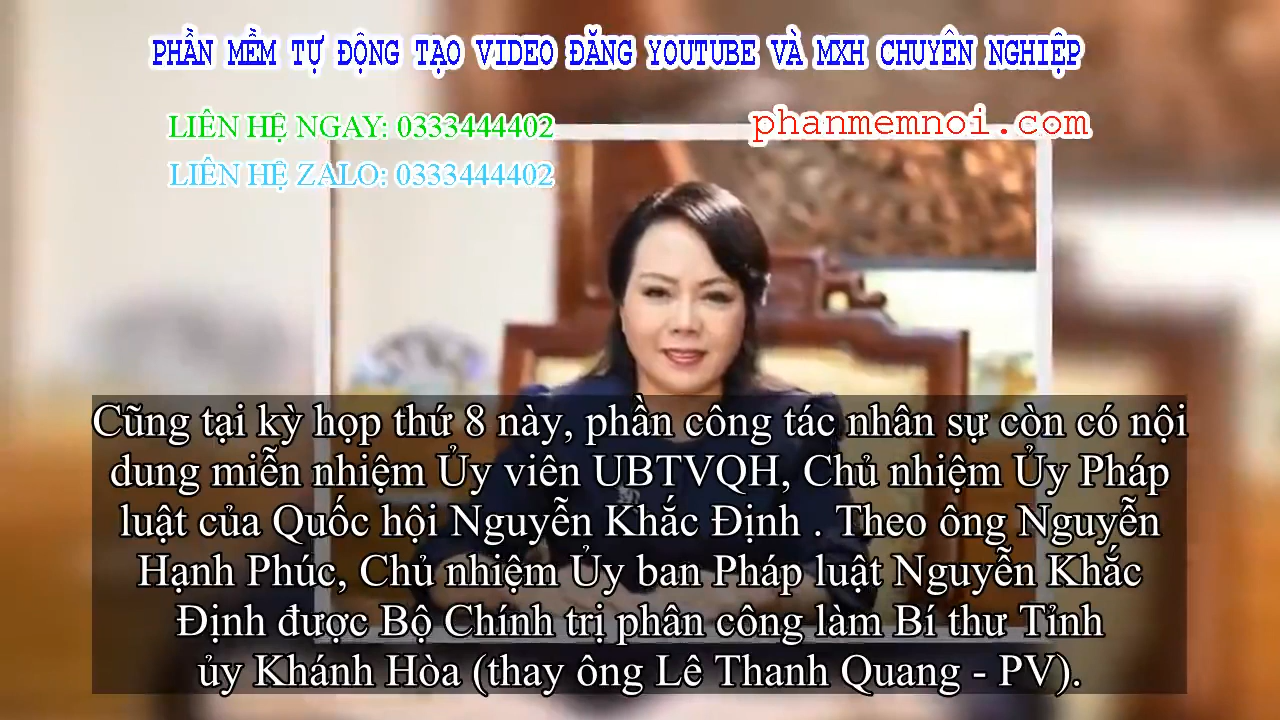 PHẦN MỀM TỰ ĐỘNG TẠO VIDEO ĐĂNG YOUTUBE VÀ MXH CHUYÊN NGHIỆP
LIÊN HỆ NGAY: 0333444402
phanmemnoi.com
LIÊN HỆ ZALO: 0333444402
Cũng tại kỳ họp thứ 8 này, phần công tác nhân sự còn có nội
dung miễn nhiệm Ủy viên UBTVQH, Chủ nhiệm Ủy Pháp
luật của Quốc hội Nguyễn Khắc Định . Theo ông Nguyễn
Hạnh Phúc, Chủ nhiệm Ủy ban Pháp luật Nguyễn Khắc
Định được Bộ Chính trị phân công làm Bí thư Tỉnh
ủy Khánh Hòa (thay ông Lê Thanh Quang - PV).